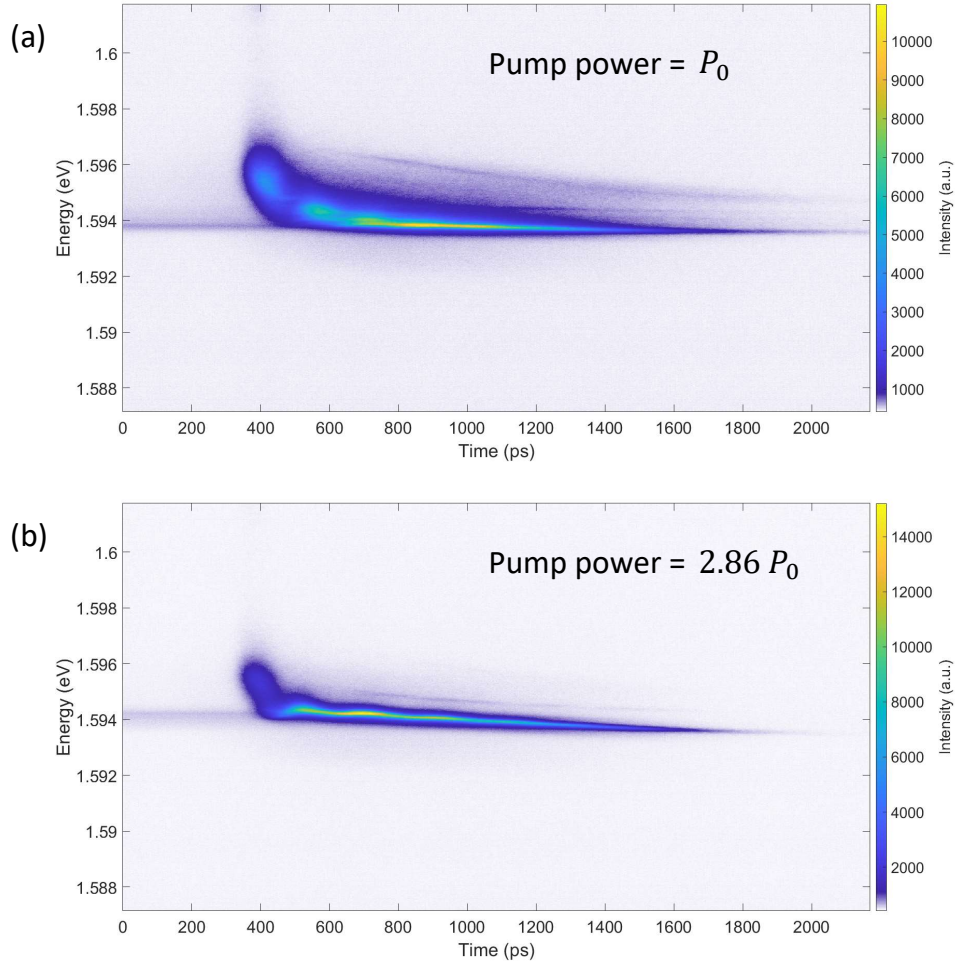 (a)
Pump power = P₀
Energy (eV)
1.6
1.598
1.596
1.594
1.592
1.59
1.588
0 200 400 600 800 1000 1200 1400 1600 1800 2000
Time (ps)
10000
9000
8000
7000
6000
5000
4000
3000
2000
1000
Intensity (a.u.)
(b)
Pump power = 2.86 P₀
Energy (eV)
1.6
1.598
1.596
1.594
1.592
1.59
1.588
0 200 400 600 800 1000 1200 1400 1600 1800 2000
Time (ps)
14000
12000
10000
8000
6000
4000
2000
Intensity (a.u.)